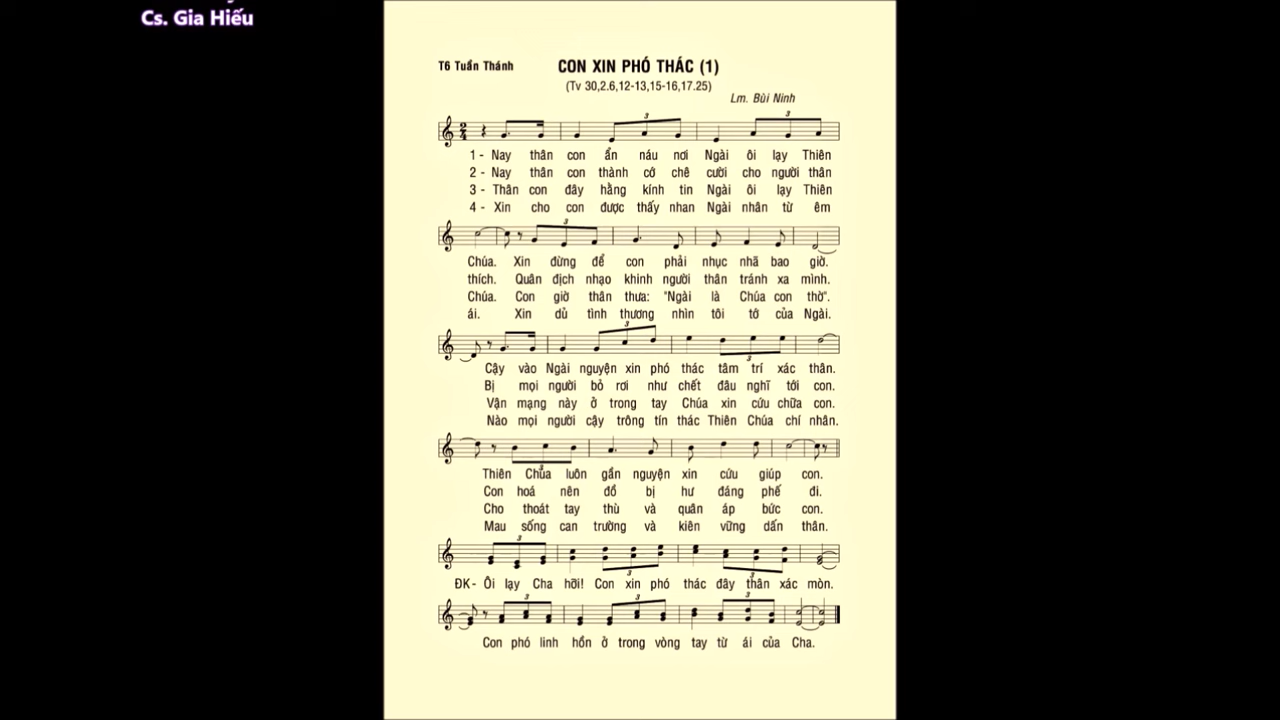 Cs. Gia Hiếu
T6 Tuần Thánh
CON XIN PHÓ THÁC (1)
(Tv 30,2.6,12-13,15-16,17.25)
Lm. Bùi Ninh
1 - Nay thân con ẩn náu nơi Ngài ôi lạy Thiên
2 - Nay thân con thành cớ chê cười cho người thân
3 - Thân con đây hằng kính tin Ngài ôi lạy Thiên
4 - Xin cho con được thấy nhan Ngài nhân từ êm
Chúa. Xin đừng để con phải nhục nhã bao giờ.
thích. Quân địch nhạo khinh người thân tránh xa mình.
Chúa. Con giờ thân thưa: "Ngài là Chúa con thờ".
ái. Xin dủ tình thương nhìn tôi tớ của Ngài.
Cậy vào Ngài nguyện xin phó thác tâm trí xác thân.
Bị mọi người bỏ rơi như chết đâu nghĩ tới con.
Vận mạng này ở trong tay Chúa xin cứu chữa con.
Nào mọi người cậy trông tín thác Thiên Chúa chí nhân.
Thiên Chúa luôn gần nguyện xin cứu giúp con.
Con hoá nên đồ bị hư đáng phế đi.
Cho thoát tay thù và quân áp bức con.
Mau sống can trường và kiên vững dấn thân.
ĐK- Ôi lạy Cha hỡi! Con xin phó thác đây thân xác mòn.
Con phó linh hồn ở trong vòng tay từ ái của Cha.